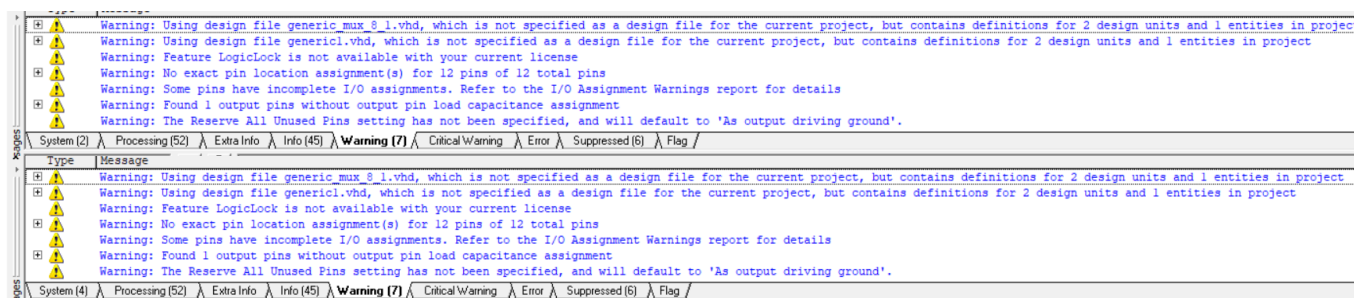 Warning: Using design file generic_mux_8_1.vhd, which is not specified as a design file for the current project, but contains definitions for 2 design units and 1 entities in projec
Warning: Using design file generic1.vhd, which is not specified as a design file for the current project, but contains definitions for 2 design units and 1 entities in project
Warning: Feature LogicLock is not available with your current license
Warning: No exact pin location assignment(s) for 12 pins of 12 total pins
Warning: Some pins have incomplete I/O assignments. Refer to the I/O Assignment Warnings report for details
Warning: Found 1 output pins without output pin load capacitance assignment
Warning: The Reserve All Unused Pins setting has not been specified, and will default to 'As output driving ground'.
System (2) Processing (52) Extra Info Info (45) Warning (7) Critical Warning Error Suppressed (6) Flag
Type Message
Warning: Using design file generic_mux_8_1.vhd, which is not specified as a design file for the current project, but contains definitions for 2 design units and 1 entities in project
Warning: Using design file generic1.vhd, which is not specified as a design file for the current project, but contains definitions for 2 design units and 1 entities in project
Warning: Feature LogicLock is not available with your current license
Warning: No exact pin location assignment(s) for 12 pins of 12 total pins
Warning: Some pins have incomplete I/O assignments. Refer to the I/O Assignment Warnings report for details
Warning: Found 1 output pins without output pin load capacitance assignment
Warning: The Reserve All Unused Pins setting has not been specified, and will default to 'As output driving ground'.
System (4) Processing (52) Extra Info Info (45) Warning (7) Critical Warning Error Suppressed (6) Flag